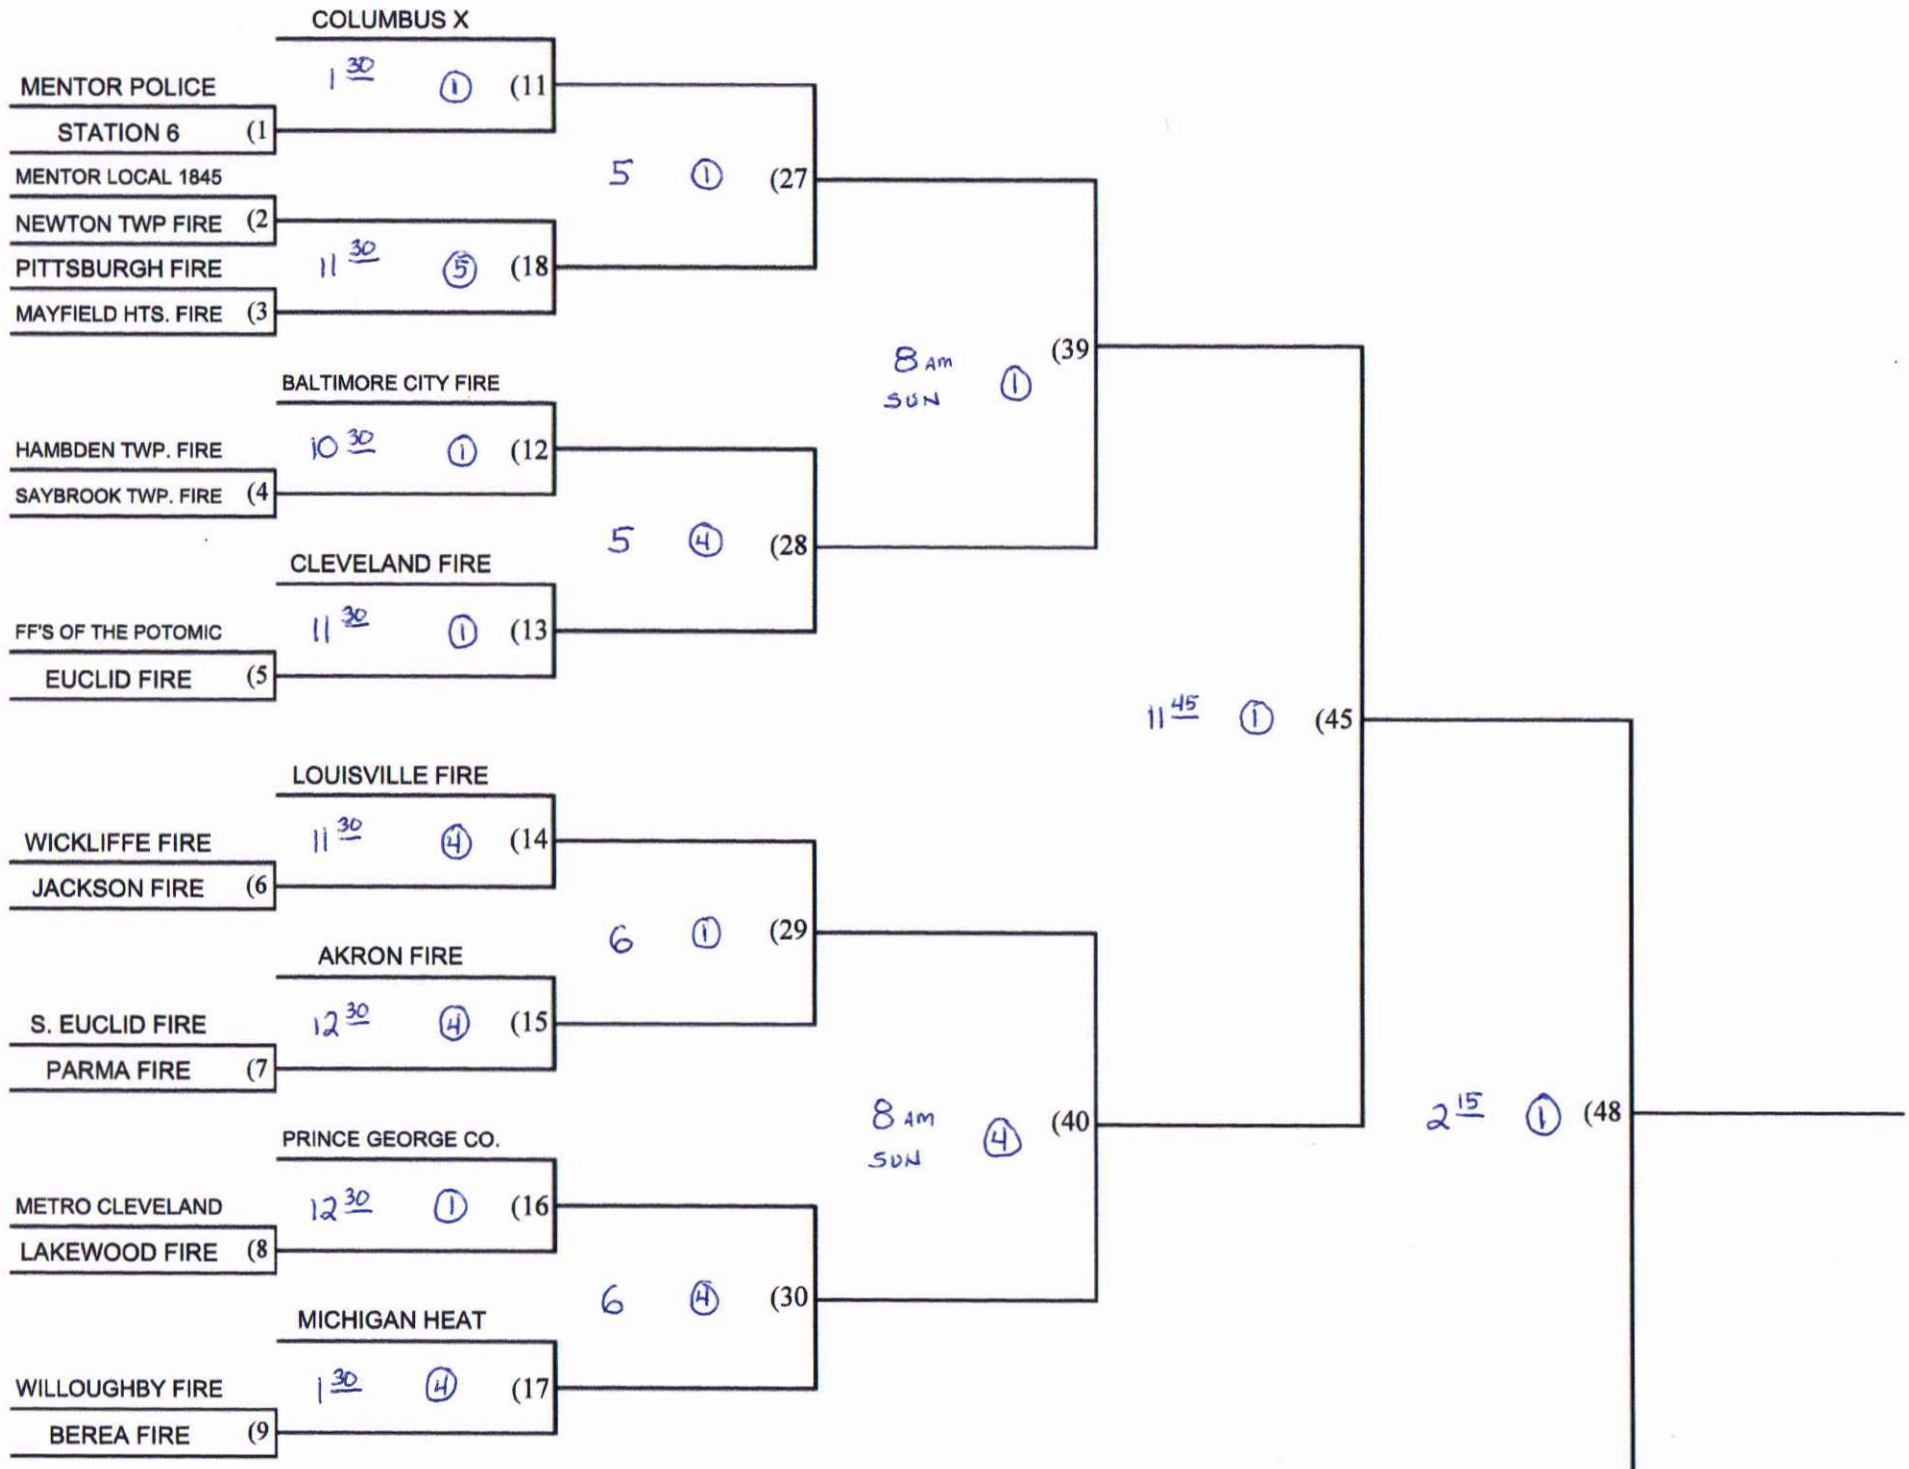 COLUMBUS X
1 30 ① (11
MENTOR POLICE
STATION 6 (1
MENTOR LOCAL 1845
5 ① (27
NEWTON TWP FIRE (2
PITTSBURGH FIRE
11 30 ⑤ (18
MAYFIELD HTS. FIRE (3
8 AM
SUN ① (39
BALTIMORE CITY FIRE
HAMBDEN TWP. FIRE
10 30 ① (12
SAYBROOK TWP. FIRE (4
5 ④ (28
CLEVELAND FIRE
FF'S OF THE POTOMIC
11 30 ① (13
EUCLID FIRE (5
11 45 ① (45
LOUISVILLE FIRE
WICKLIFFE FIRE
11 30 ④ (14
JACKSON FIRE (6
6 ① (29
AKRON FIRE
S. EUCLID FIRE
12 30 ④ (15
PARMA FIRE (7
8 AM
SUN ④ (40
2 15 ① (48
PRINCE GEORGE CO.
METRO CLEVELAND
12 30 ① (16
LAKEWOOD FIRE (8
6 ④ (30
MICHIGAN HEAT
WILLOUGHBY FIRE
1 30 ④ (17
BEREA FIRE (9